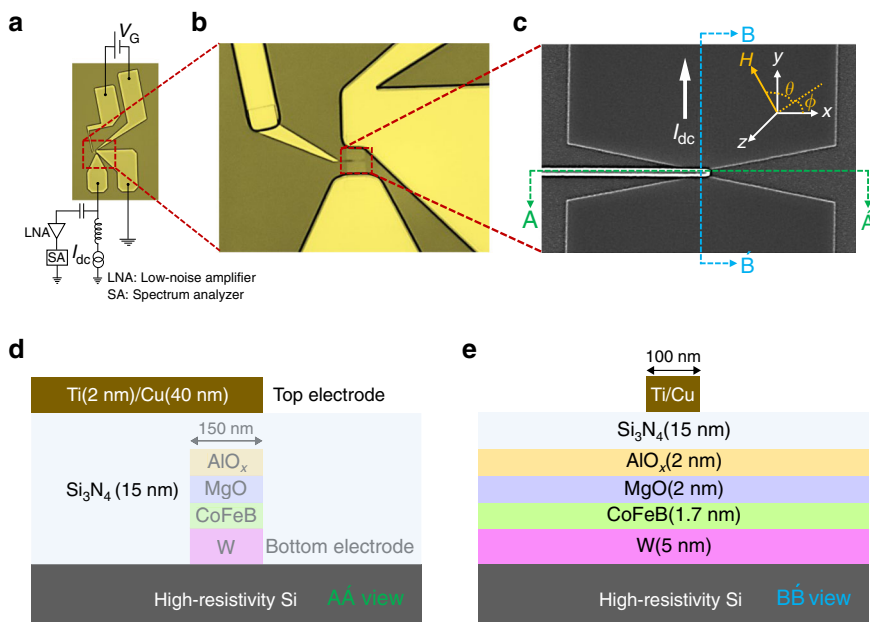 a
V_G
LNA
SA
I_dc
LNA: Low-noise amplifier
SA: Spectrum analyzer
b
c
B
H
y
θ
ϕ
x
z
I_dc
A
Á
B́
d
Ti(2 nm)/Cu(40 nm)
Top electrode
150 nm
AlOₓ
Si₃N₄(15 nm)
MgO
CoFeB
W
Bottom electrode
High-resistivity Si
AÁ view
e
100 nm
Ti/Cu
Si₃N₄(15 nm)
AlOₓ(2 nm)
MgO(2 nm)
CoFeB(1.7 nm)
W(5 nm)
High-resistivity Si
BB́ view